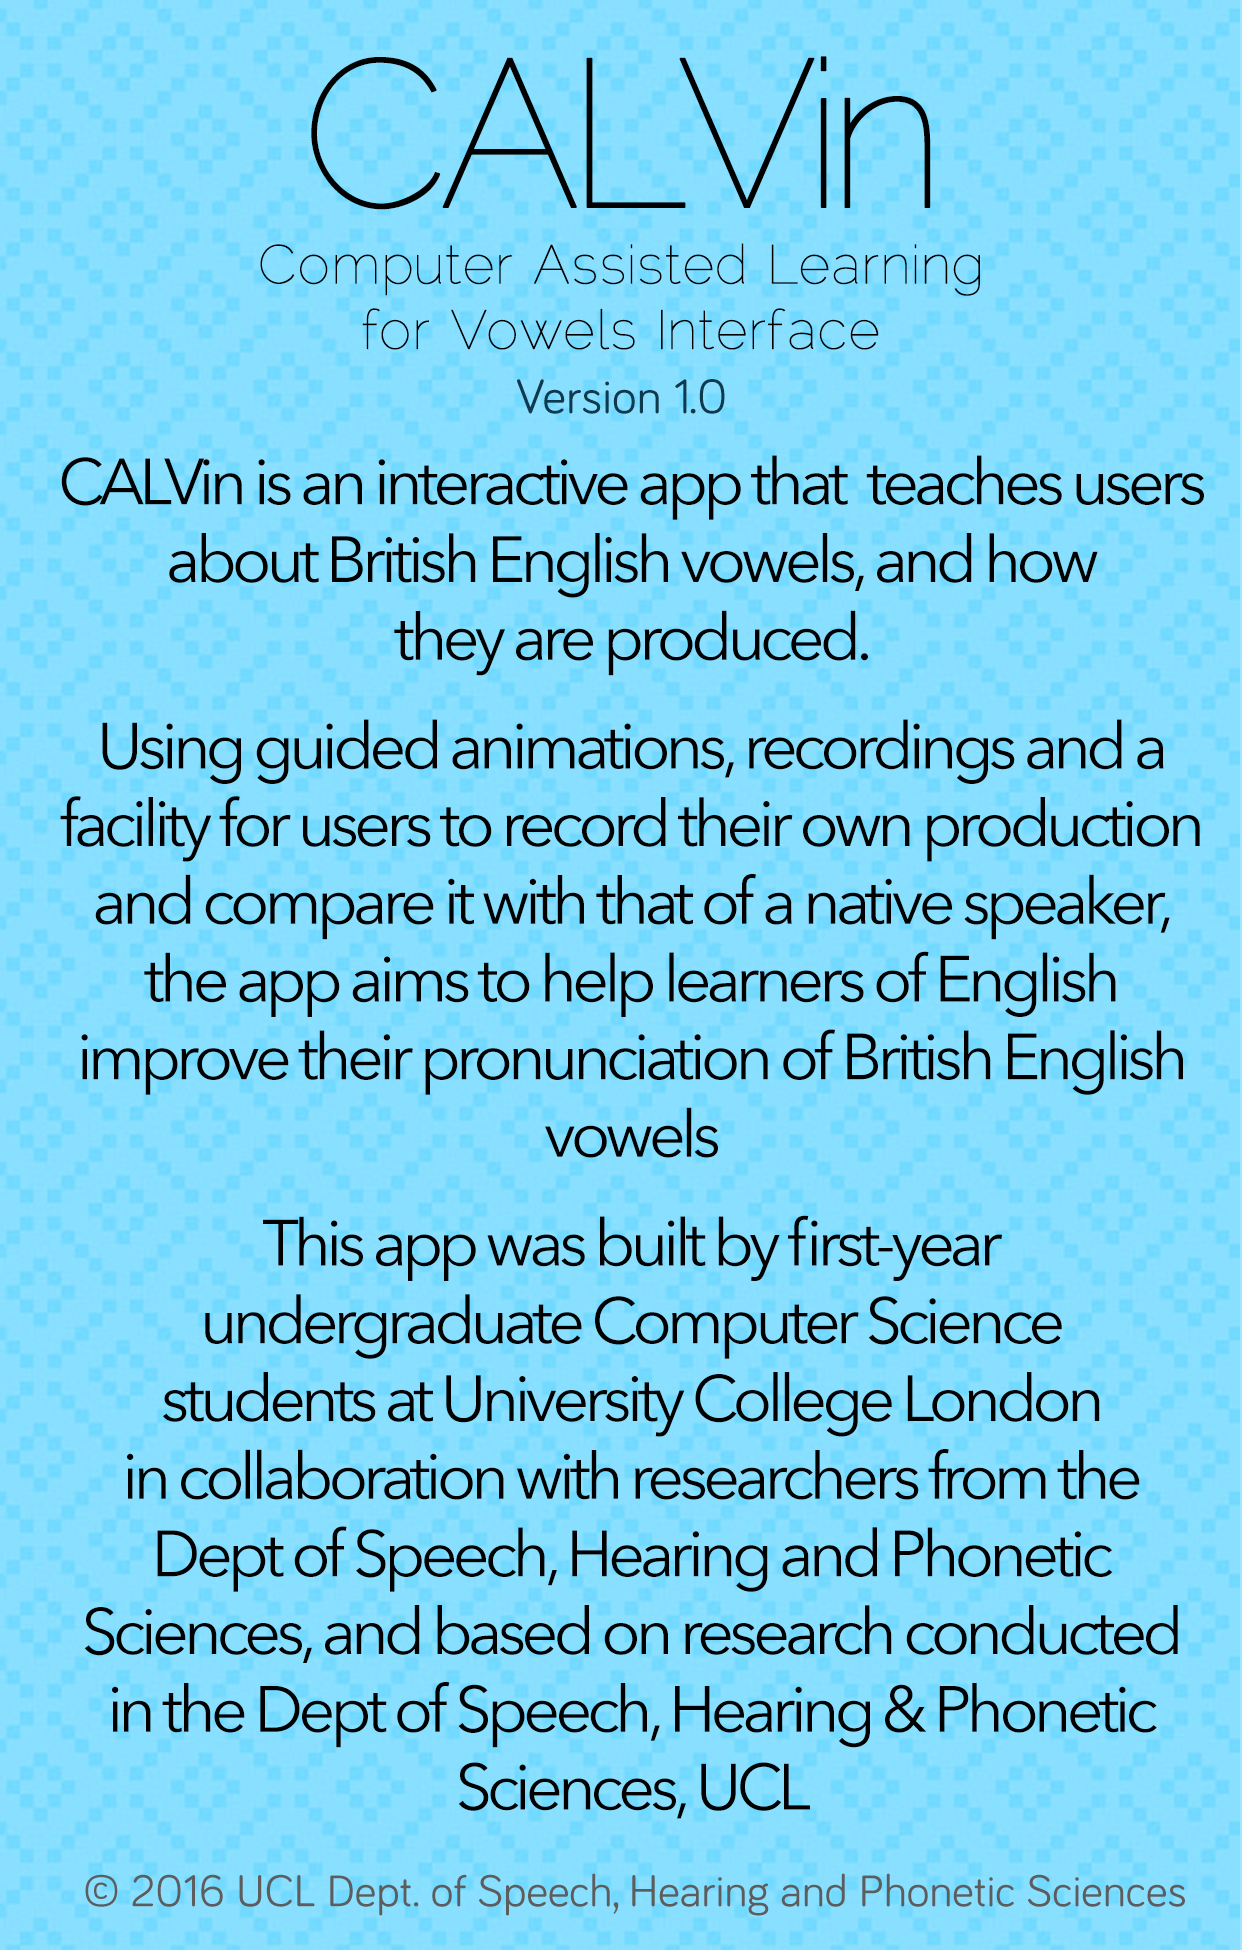 CALVin
Computer Assisted Learning
for Vowels Interface
Version 1.0
CALVin is an interactive app that  teaches users
about British English vowels, and how
they are produced.
Using guided animations, recordings and a
facility for users to record their own production
and compare it with that of a native speaker,
the app aims to help learners of English
improve their pronunciation of British English
vowels
This app was built by first-year
undergraduate Computer Science
students at University College London
in collaboration with researchers from the
Dept of Speech, Hearing and Phonetic
Sciences, and based on research conducted
in the Dept of Speech, Hearing & Phonetic
Sciences, UCL
© 2016 UCL Dept. of Speech, Hearing and Phonetic Sciences